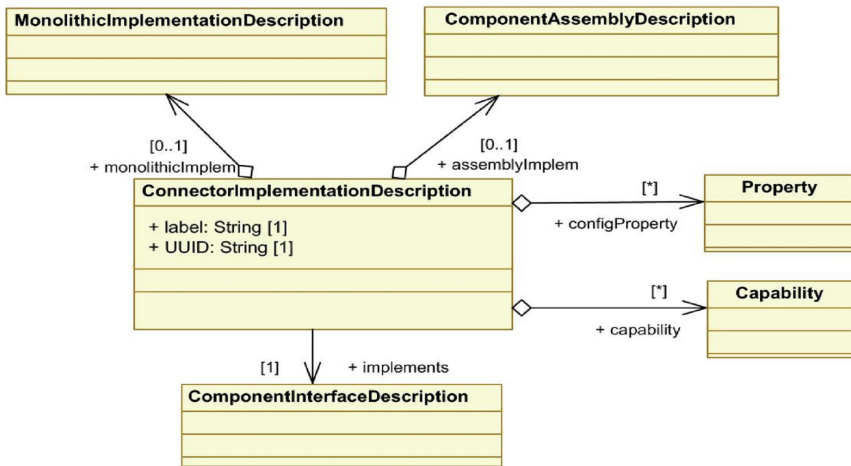 MonolithicImplementationDescription
ComponentAssemblyDescription
[0..1]
+ monolithicImplem
[0..1]
+ assemblyImplem
ConnectorImplementationDescription
+ label: String [1]
+ UUID: String [1]
[*]
+ configProperty
Property
[*]
+ capability
Capability
[1]
+ implements
ComponentInterfaceDescription